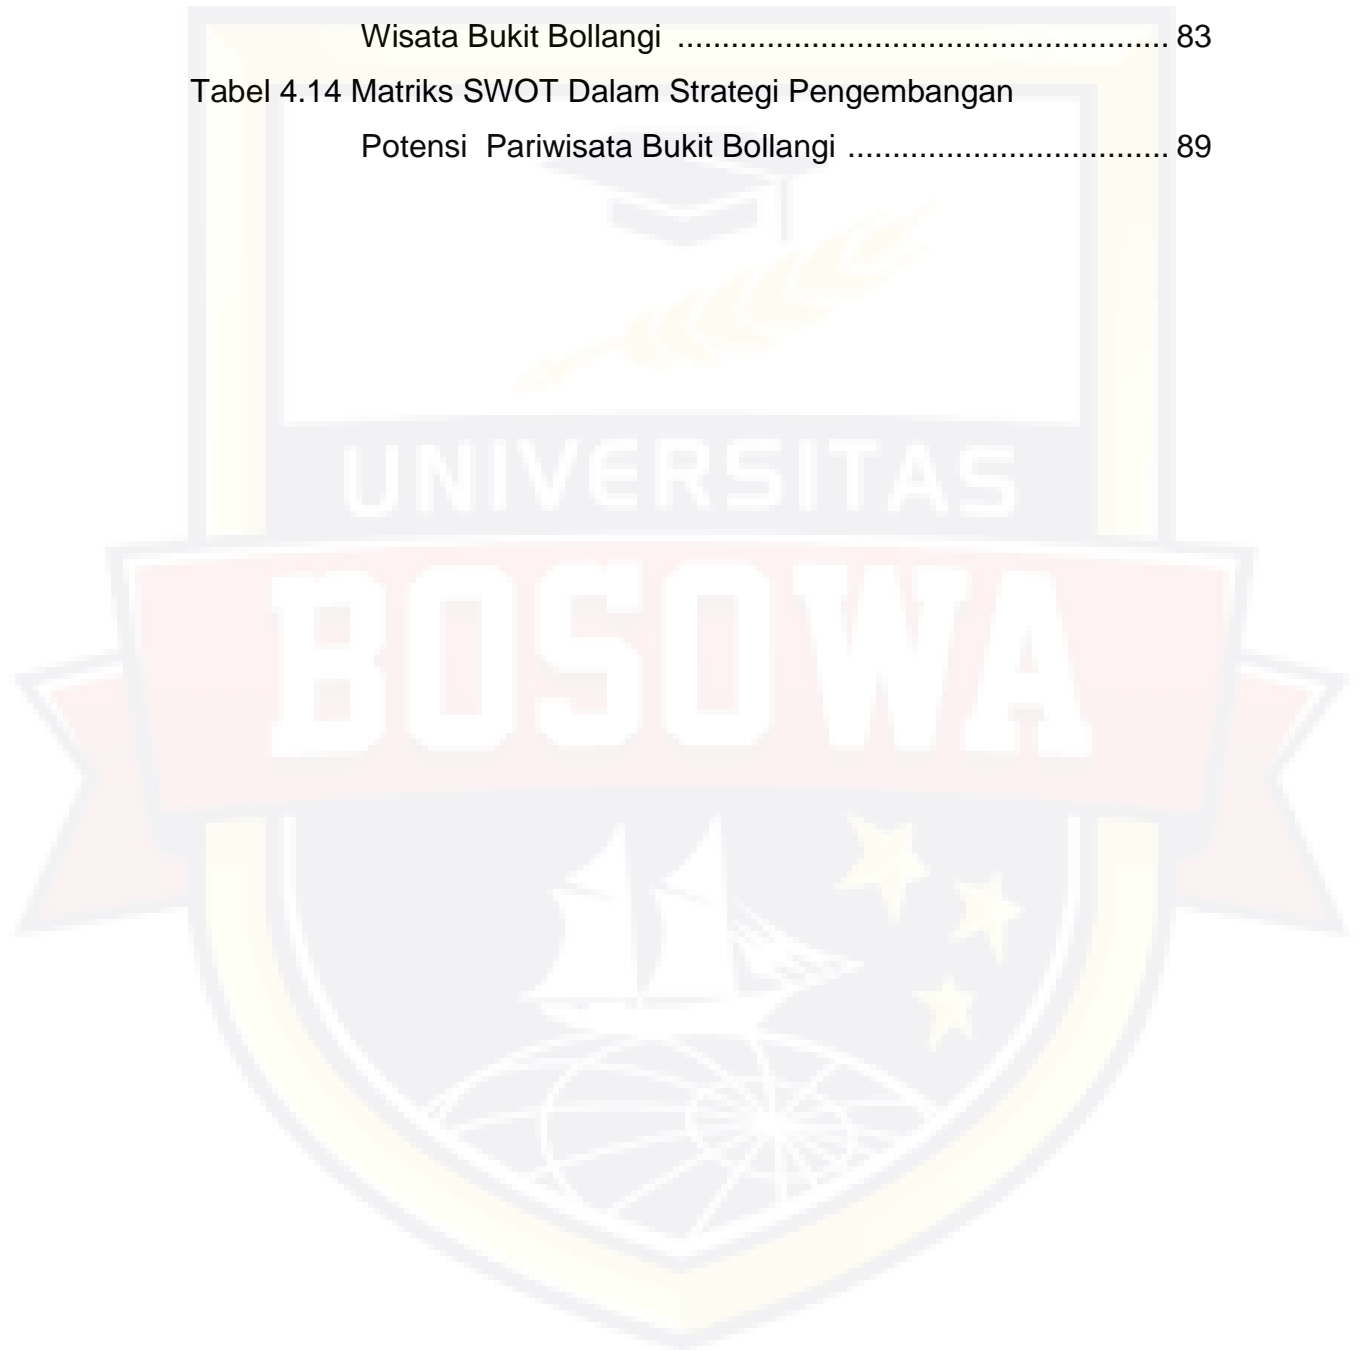 Wisata Bukit Bollangi ....................................................... 83
Tabel 4.14 Matriks SWOT Dalam Strategi Pengembangan
Potensi  Pariwisata Bukit Bollangi .................................... 89
UNIVERSITAS
BOSOWA